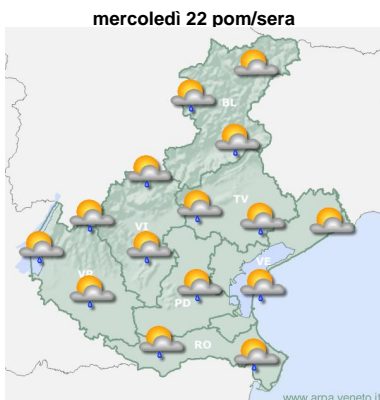 mercoledì 22 pom/sera
BL
TV
VI
VE
VR
PD
RO
www.arpa.veneto.it